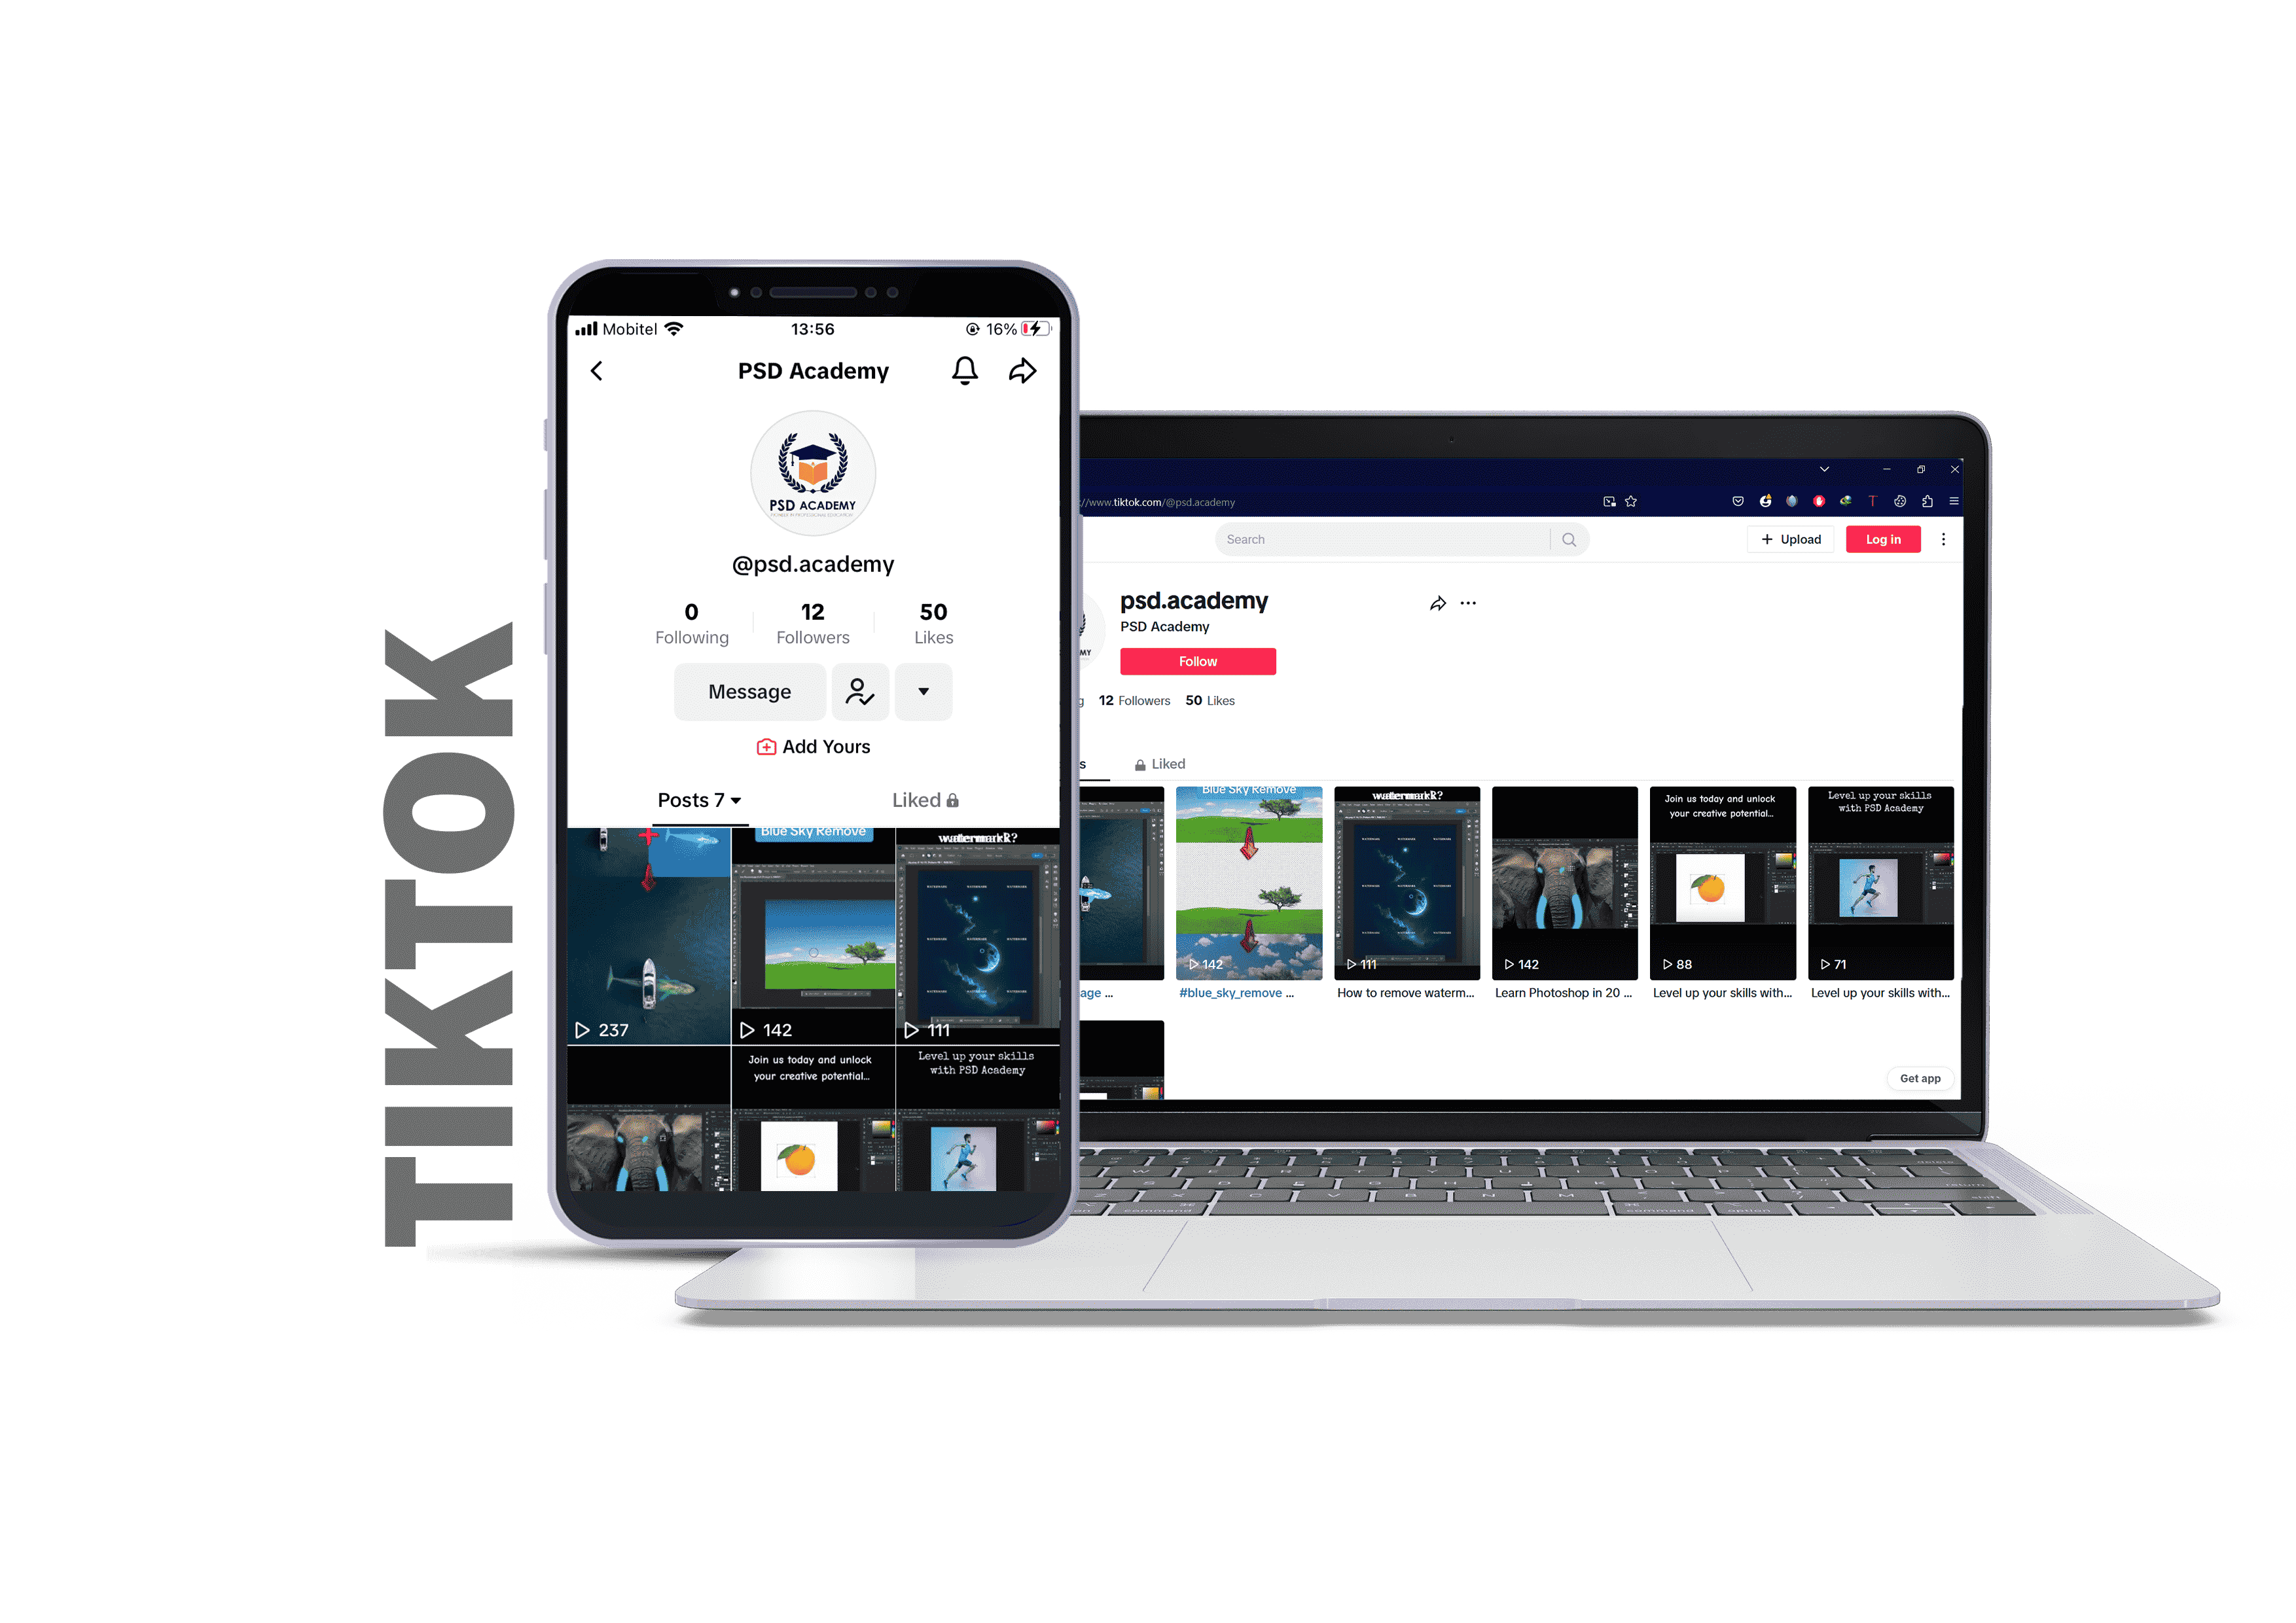 TIKTOK
Mobitel
13:56
16%
PSD Academy
PSD ACADEMY
@psd.academy
0
12
50
Following
Followers
Likes
Message
Add Yours
Posts 7
Liked
Blue Sky Remove
237
142
111
Join us today and unlock
your creative potential...
Level up your skills
with PSD Academy
//www.tiktok.com/@psd.academy
Search
Upload
Log in
psd.academy
PSD Academy
MY
Follow
g 12 Followers 50 Likes
s
Liked
Blue Sky Remove
Join us today and unlock
your creative potential...
Level up your skills
with PSD Academy
142
111
142
88
71
age ...
#blue_sky_remove ...
How to remove waterm...
Learn Photoshop in 20 ...
Level up your skills with...
Level up your skills with...
Get app